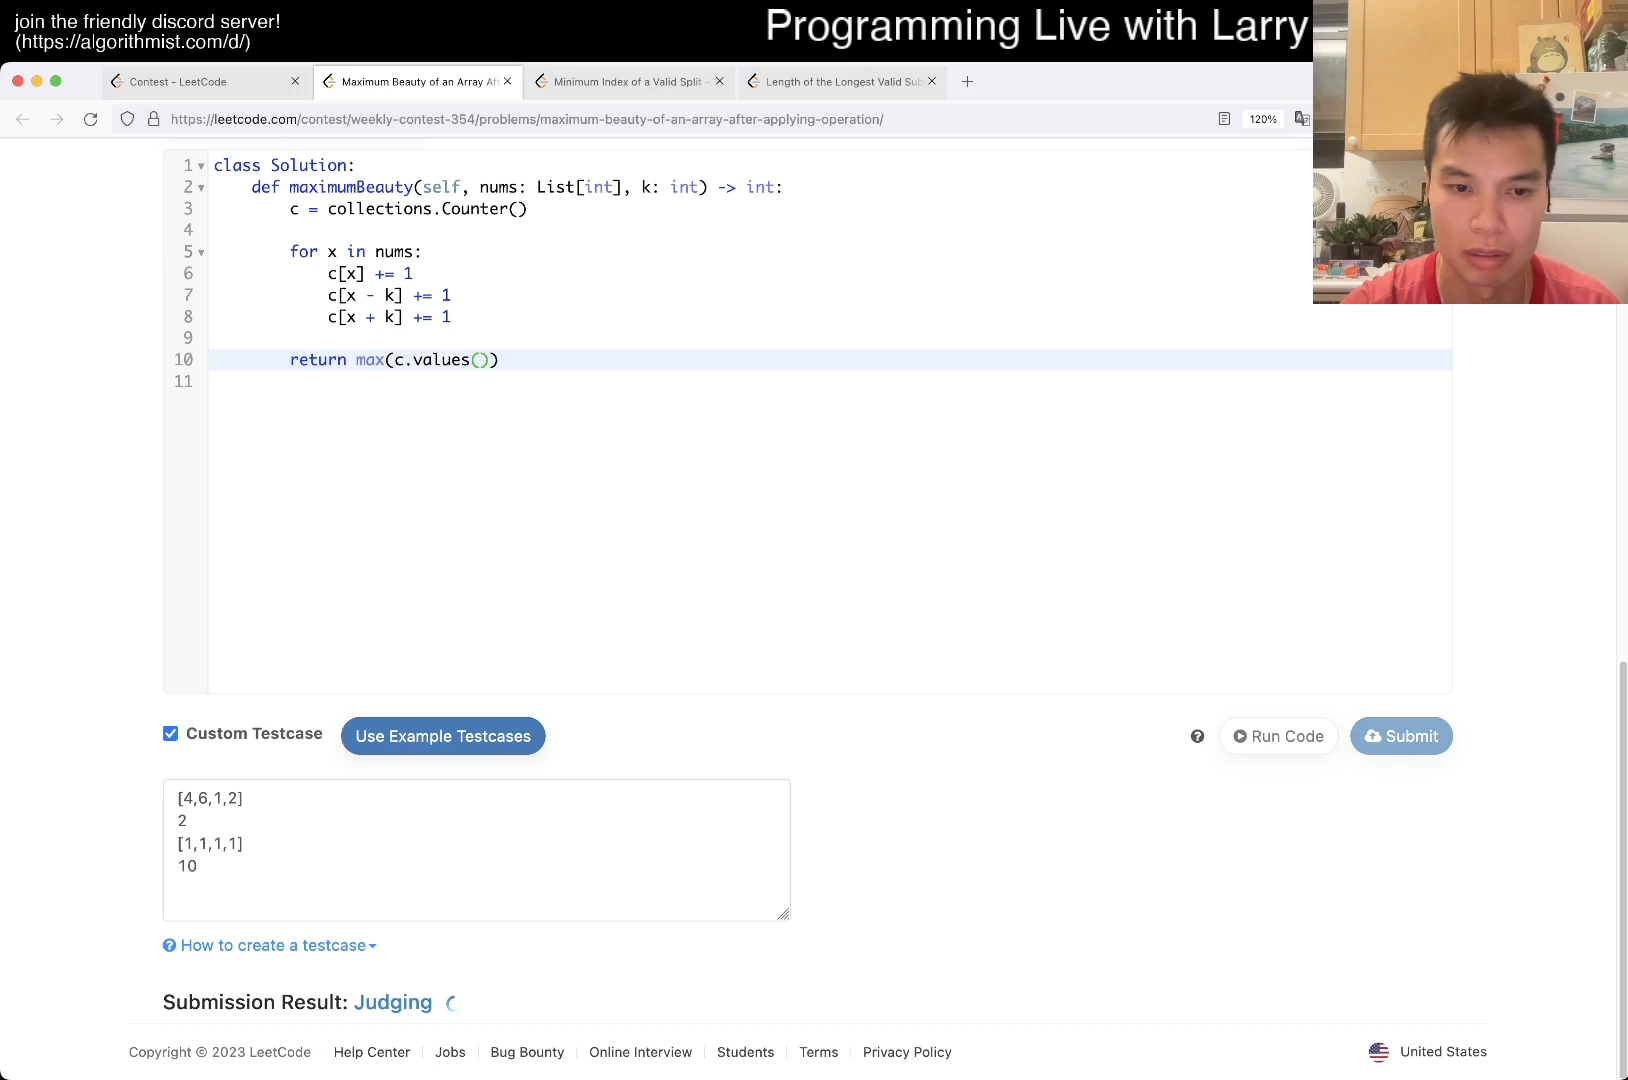 join the friendly discord server!
(https://algorithmist.com/d/)
Programming Live with Larry
Contest - LeetCode
Maximum Beauty of an Array Aft
Minimum Index of a Valid Split -
Length of the Longest Valid Sub
https://leetcode.com/contest/weekly-contest-354/problems/maximum-beauty-of-an-array-after-applying-operation/
120%
1 class Solution:
2 def maximumBeauty(self, nums: List[int], k: int) -> int:
3 c = collections.Counter()
4
5 for x in nums:
6 c[x] += 1
7 c[x - k] += 1
8 c[x + k] += 1
9
10 return max(c.values())
11
Custom Testcase
Use Example Testcases
Run Code
Submit
[4,6,1,2]
2
[1,1,1,1]
10
How to create a testcase
Submission Result: Judging
Copyright © 2023 LeetCode
Help Center
Jobs
Bug Bounty
Online Interview
Students
Terms
Privacy Policy
United States